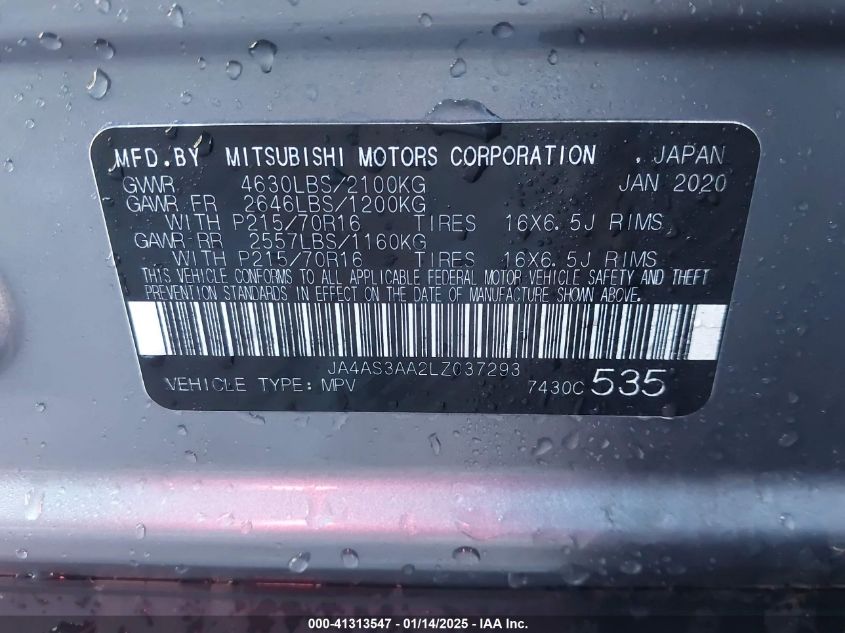 MFD.BY MITSUBISHI MOTORS CORPORATION , JAPAN
GVWR 4630LBS/2100KG JAN 2020
GAWR FR 2646LBS/1200KG
WITH P215/70R16 TIRES 16X6.5J RIMS
GAWR RR 2557LBS/1160KG
WITH P215/70R16 TIRES 16X6.5J RIMS
THIS VEHICLE CONFORMS TO ALL APPLICABLE FEDERAL MOTOR VEHICLE SAFETY AND THEFT
PREVENTION STANDARDS IN EFFECT ON THE DATE OF MANUFACTURE SHOWN ABOVE.
JA4AS3AA2LZ037293
VEHICLE TYPE: MPV 7430C 535
000-41313547 - 01/14/2025 - IAA Inc.